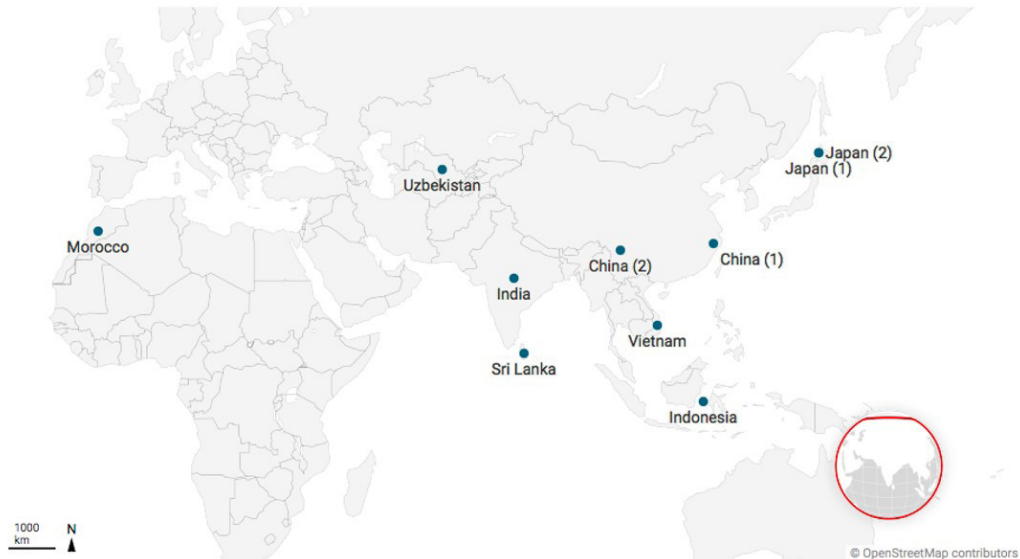 Japan (2)
Japan (1)
Uzbekistan
Morocco
China (1)
China (2)
India
Vietnam
Sri Lanka
Indonesia
1000
km
N
© OpenStreetMap contributors